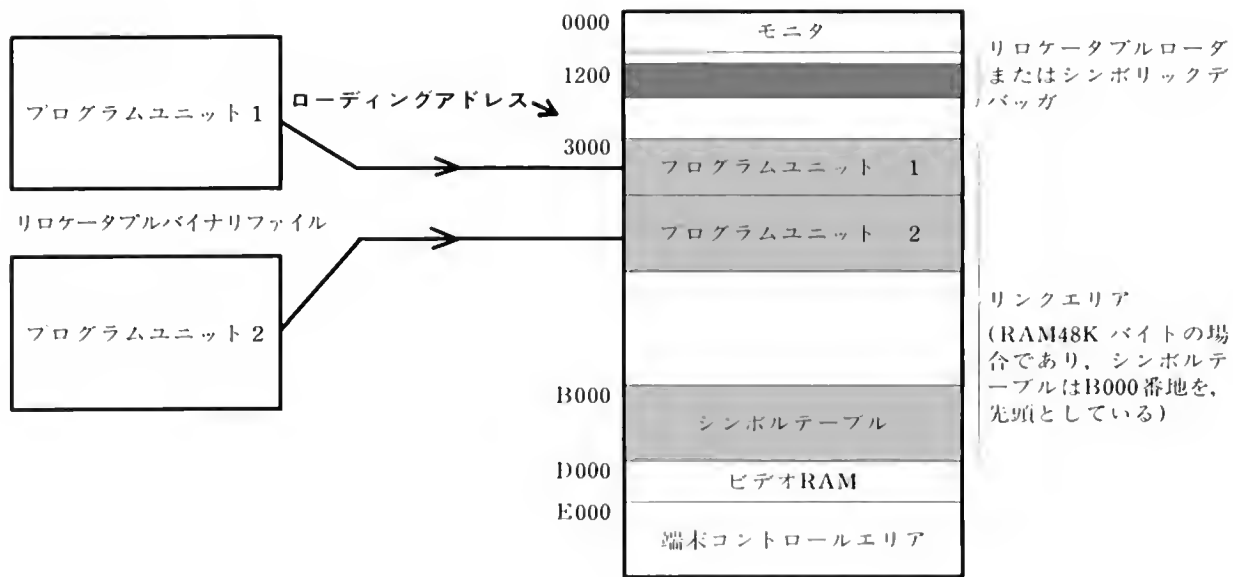 プログラムユニット1
リロケータブルバイナリファイル
プログラムユニット2
ローディングアドレス
0000
1200
3000
B000
D000
E000
モニタ
プログラムユニット 1
プログラムユニット 2
シンボルテーブル
ビデオRAM
端末コントロールエリア
リロケータブルローダ
またはシンボリックデ
バッガ
リンクエリア
(RAM48K バイトの場
合であり,シンボルテ
ーブルはB000番地を,
先頭としている)